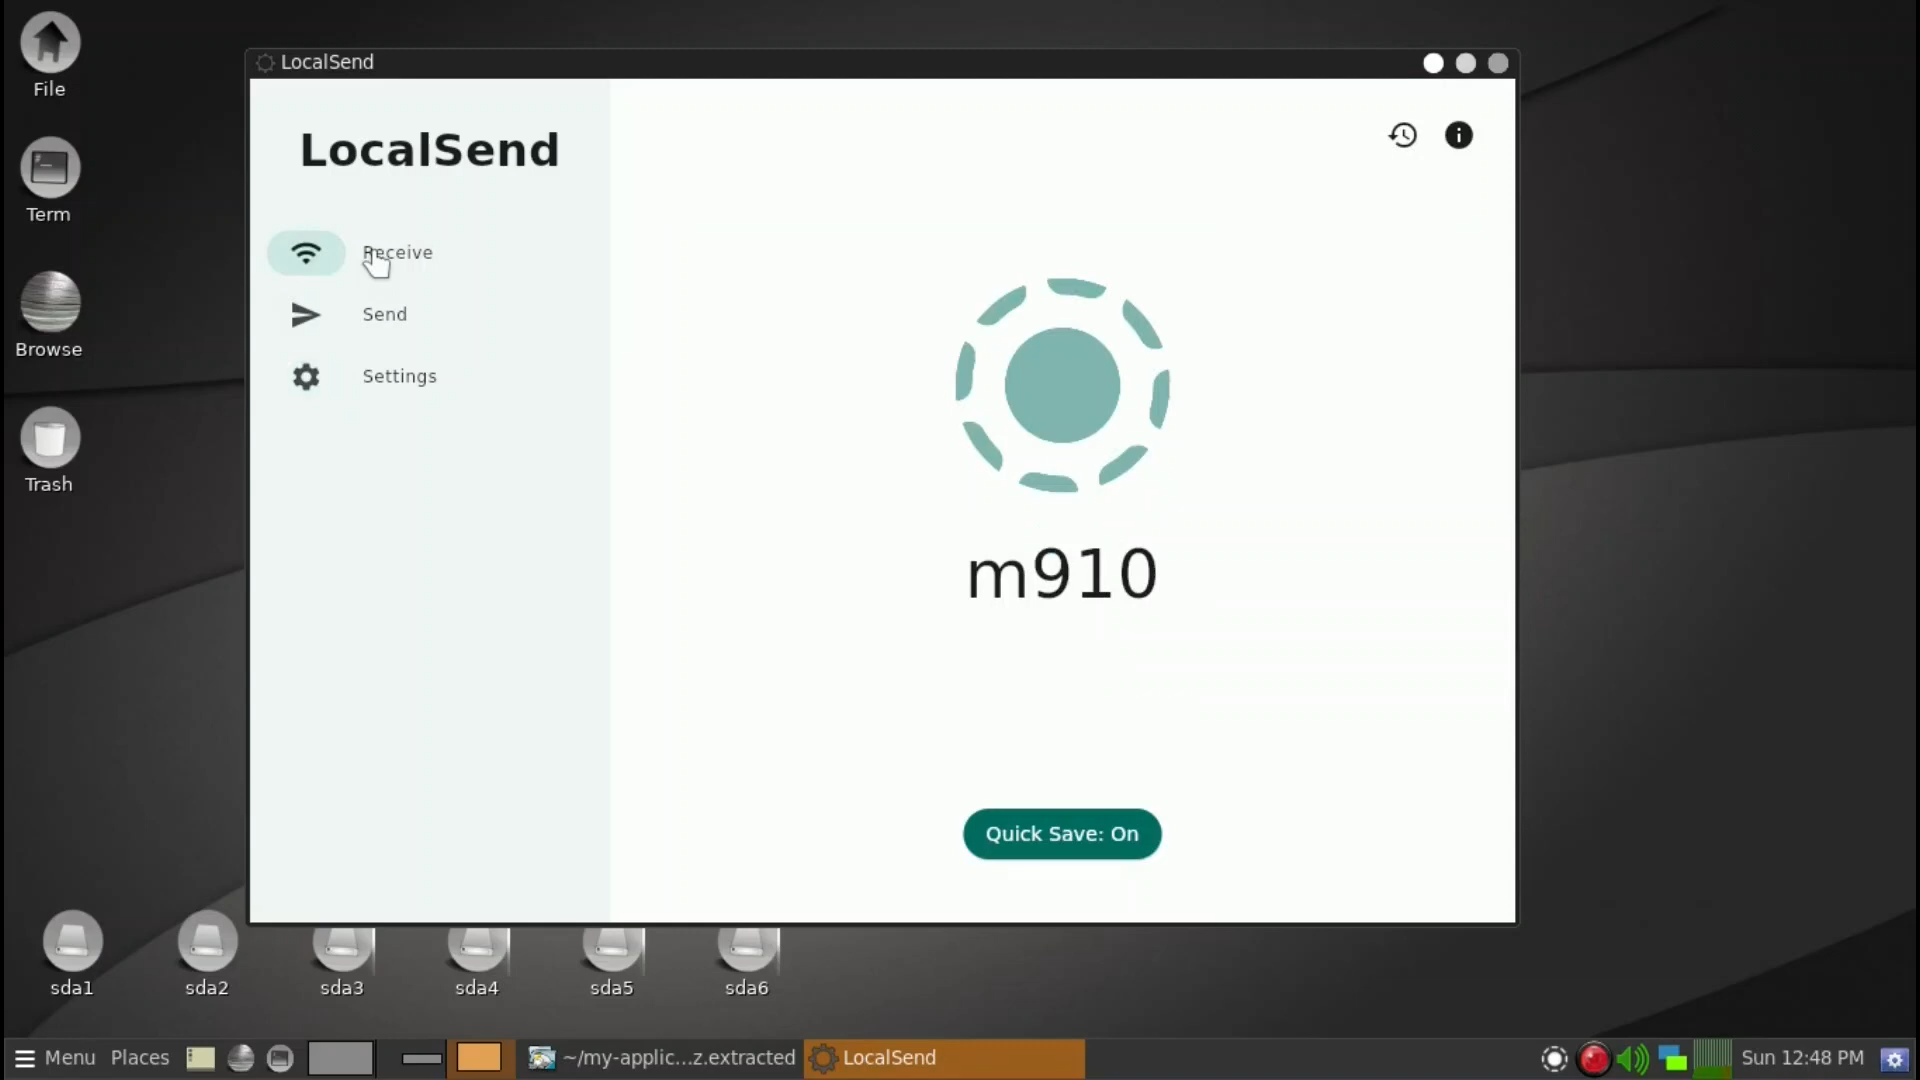 File
Term
Browse
Trash
LocalSend
LocalSend
Receive
Send
Settings
m910
Quick Save: On
sda1
sda2
sda3
sda4
sda5
sda6
Menu Places ~/my-applic...z.extracted LocalSend Sun 12:48 PM